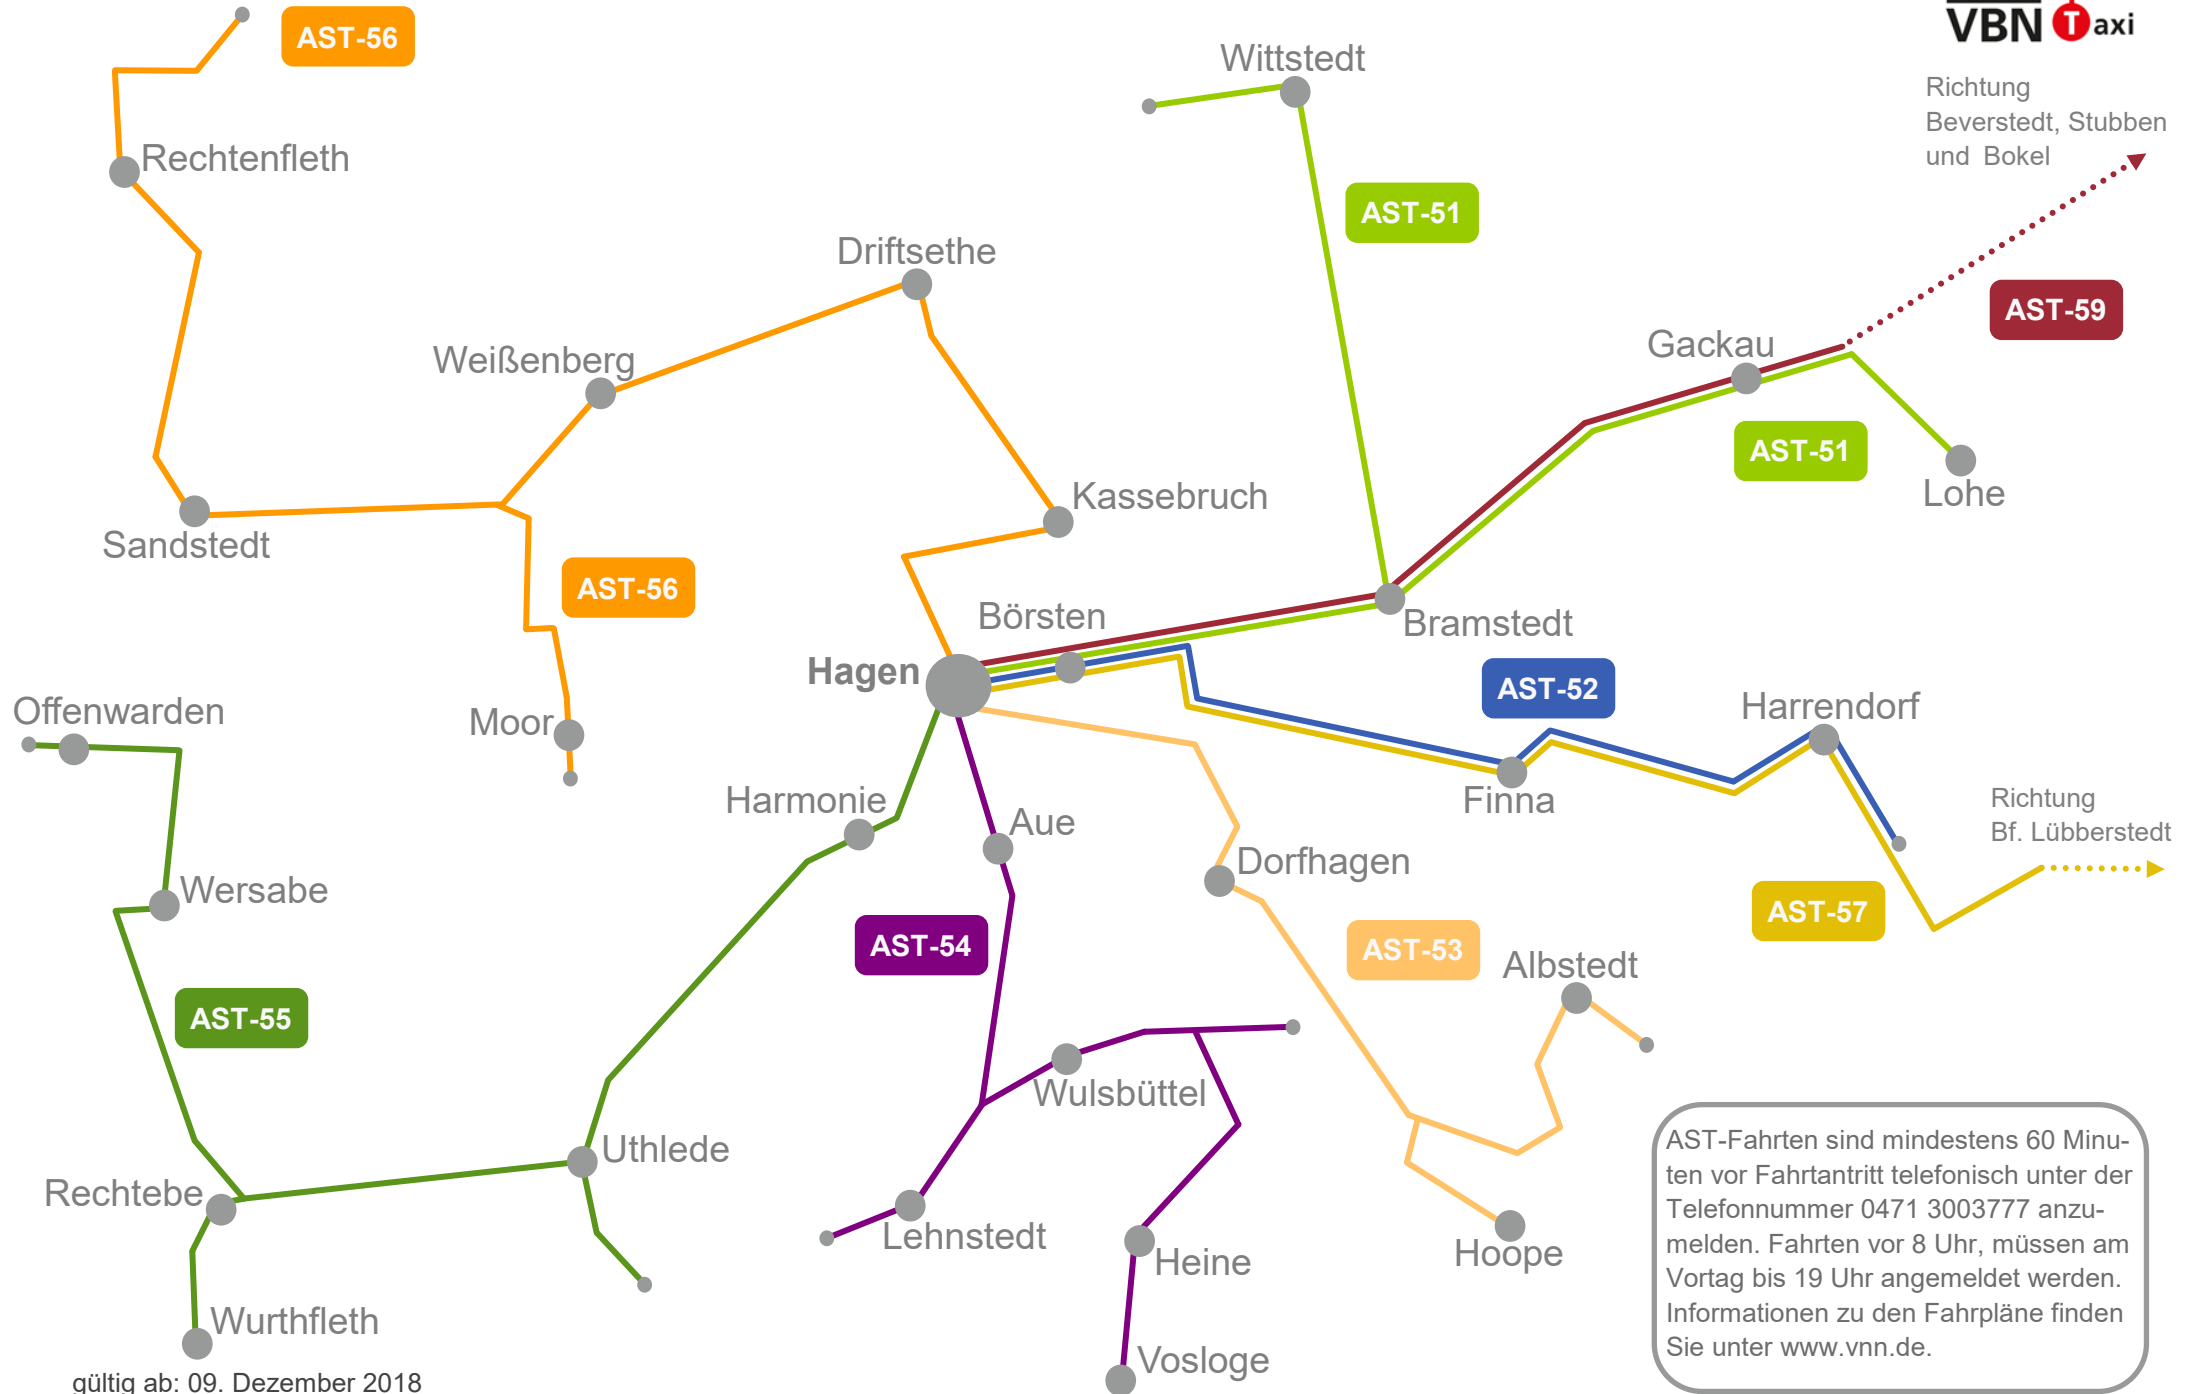 AST-56
VBN Taxi
Wittstedt
Richtung
Beverstedt, Stubben
und Bokel
Rechtenfleth
AST-51
Driftsethe
AST-59
Gackau
Weißenberg
AST-51
Kassebruch
Lohe
Sandstedt
AST-56
Börsten
Bramstedt
Hagen
AST-52
Offenwarden
Moor
Harrendorf
Harmonie
Finna
Richtung
Bf. Lübberstedt
Aue
Dorfhagen
Wersabe
AST-57
AST-54
AST-53
Albstedt
AST-55
Wulsbüttel
Uthlede
Rechtebe
Lehnstedt
Heine
Hoope
AST-Fahrten sind mindestens 60 Minu-
ten vor Fahrtantritt telefonisch unter der
Telefonnummer 0471 3003777 anzu-
melden. Fahrten vor 8 Uhr, müssen am
Vortag bis 19 Uhr angemeldet werden.
Informationen zu den Fahrpläne finden
Sie unter www.vnn.de.
Wurthfleth
Vosloge
gültig ab: 09. Dezember 2018